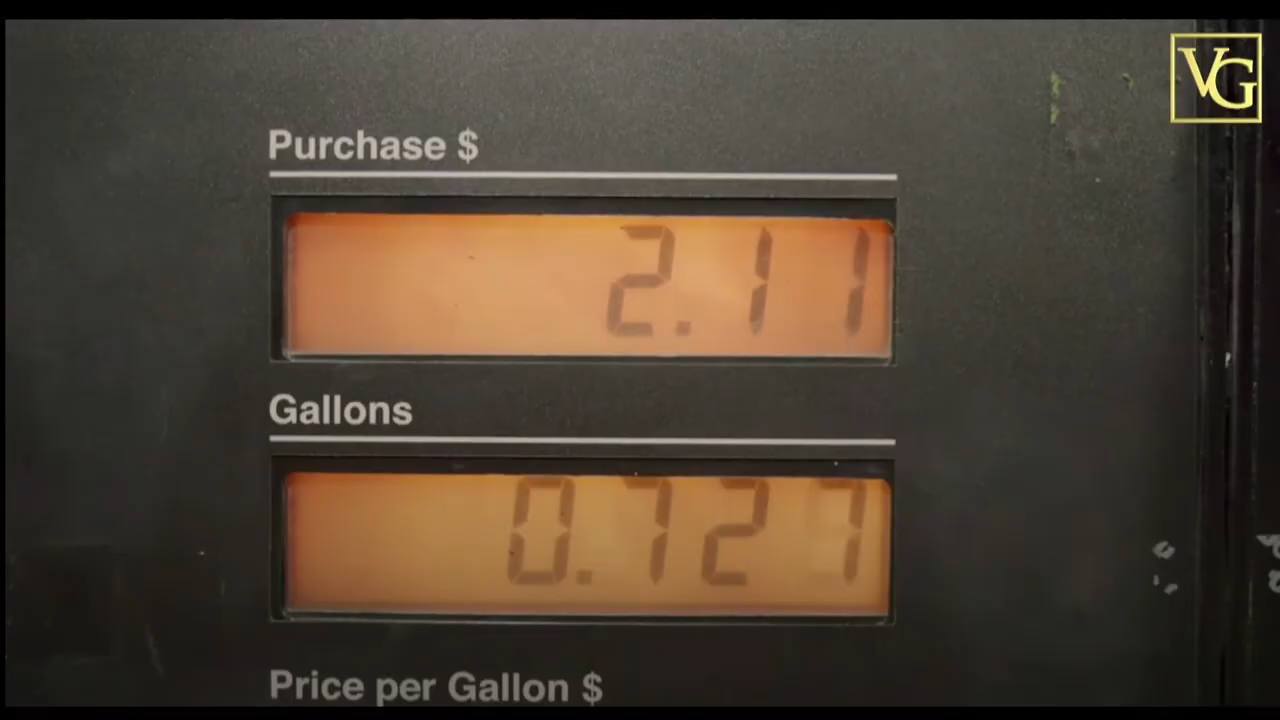 VG
Purchase $
2.11
Gallons
0.727
Price per Gallon $